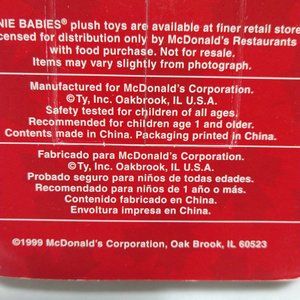 NIE BABIES® plush toys are available at finer retail store
censed for distribution only by McDonald's Restaurants
with food purchase. Not for resale.
Items may vary slightly from photograph.
Manufactured for McDonald's Corporation.
©Ty, Inc. Oakbrook, IL U.S.A.
Safety tested for children of all ages.
Recommended for children age 1 and older.
Contents made in China. Packaging printed in China.
Fabricado para McDonald's Corporation.
©Ty, Inc. Oakbrook, IL U.S.A.
Probado seguro para niños de todas edades.
Recomendado para niños de 1 año o más.
Contenido fabricado en China.
Envoltura impresa en China.
©1999 McDonald's Corporation, Oak Brook, IL 60523